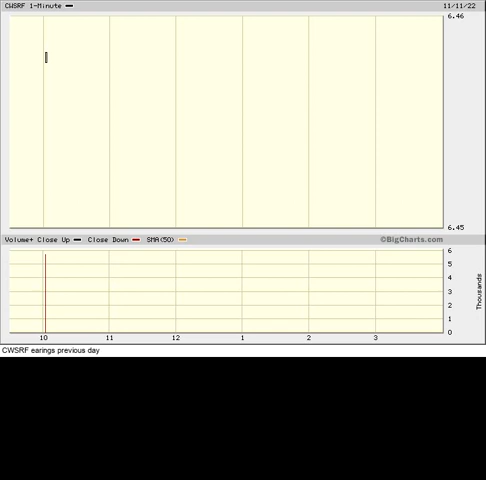 CWSRF 1-Minute 11/11/22
6.46
6.45
Volume+ Close Up Close Down SMA(50) ©BigCharts.com
6
5
4
3
2
1
0
Thousands
10 11 12 1 2 3
CWSRF earings previous day